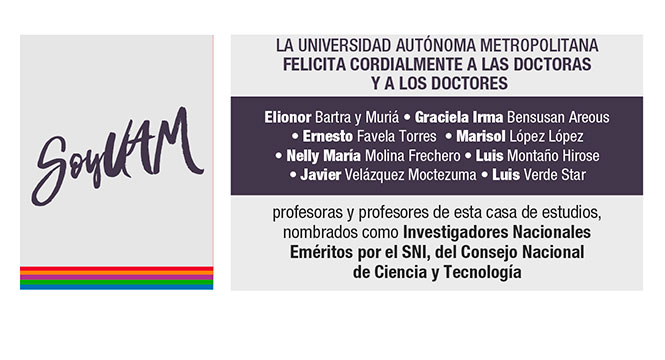 SoyUAM
LA UNIVERSIDAD AUTÓNOMA METROPOLITANA
FELICITA CORDIALMENTE A LAS DOCTORAS
Y A LOS DOCTORES
Elionor Bartra y Muriá • Graciela Irma Bensusan Areous
• Ernesto Favela Torres • Marisol López López
• Nelly María Molina Frechero • Luis Montaño Hirose
• Javier Velázquez Moctezuma • Luis Verde Star
profesoras y profesores de esta casa de estudios,
nombrados como Investigadores Nacionales
Eméritos por el SNI, del Consejo Nacional
de Ciencia y Tecnología